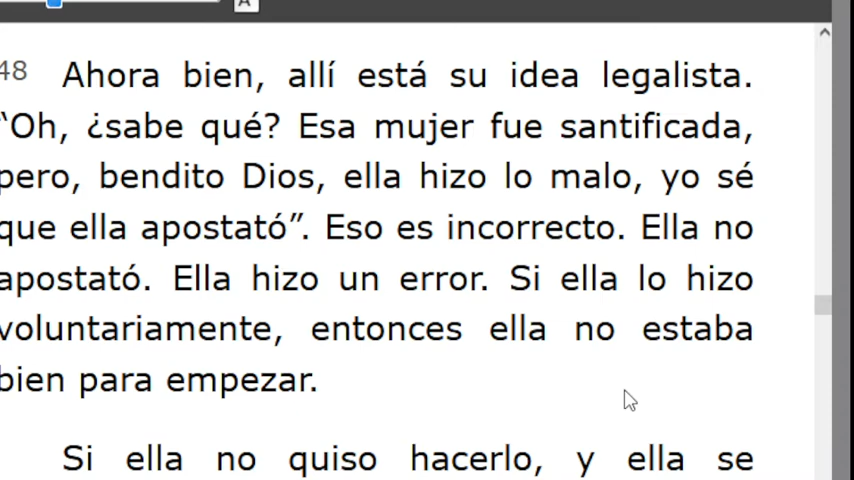 A
48 Ahora bien, allí está su idea legalista.
“Oh, ¿sabe qué? Esa mujer fue santificada,
pero, bendito Dios, ella hizo lo malo, yo sé
que ella apostató”. Eso es incorrecto. Ella no
apostató. Ella hizo un error. Si ella lo hizo
voluntariamente, entonces ella no estaba
bien para empezar.
Si ella no quiso hacerlo, y ella se